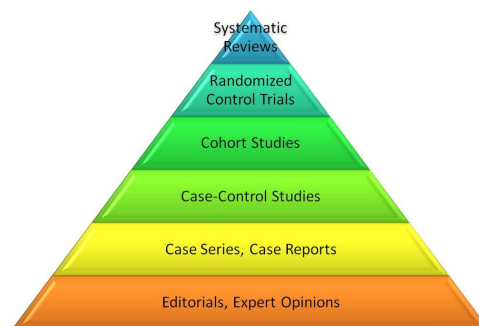 Systematic
Reviews
Randomized
Control Trials
Cohort Studies
Case-Control Studies
Case Series, Case Reports
Editorials, Expert Opinions